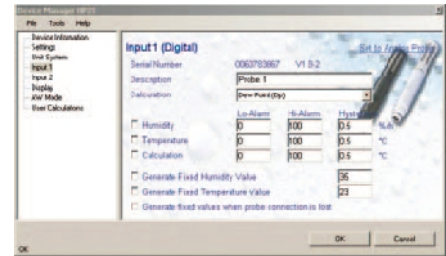 Device Manager HP23
File Tools Help
Device Information
Settings
Unit System
Input 1
Input 2
Display
AW Mode
User Calculations
Input 1 (Digital)
Set to Analog Probe
Serial Number 0063703867 V1.8-2
Description Probe 1
Calculation Dew Point (Dp)
Lo-Alarm Hi-Alarm
Humidity 0 100 0.5
Temperature 0 100 0.5 °C
Calculation 0 100 0.5 °C
Generate Fixed Humidity Value 35
Generate Fixed Temperature Value 23
Generate fixed values when probe connection is lost
OK Cancel
OK